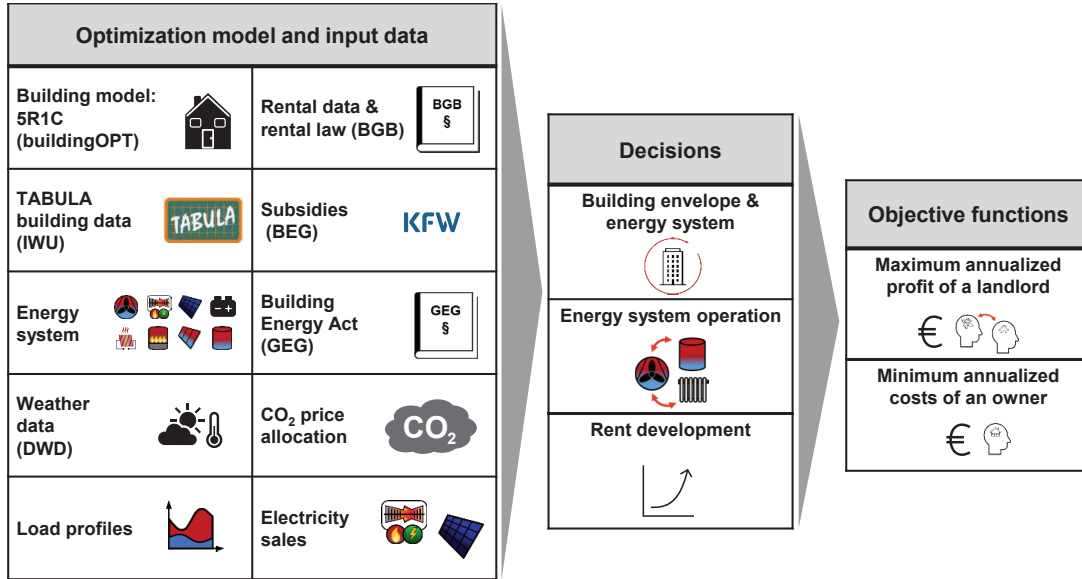 Optimization model and input data
Building model:
5R1C
(buildingOPT)
Rental data &
rental law (BGB)
BGB
§
TABULA
building data
(IWU)
TABULA
Subsidies
(BEG)
KFW
Energy
system
Building
Energy Act
(GEG)
GEG
§
Weather
data
(DWD)
CO₂ price
allocation
CO₂
Load profiles
Electricity
sales
Decisions
Building envelope &
energy system
Energy system operation
Rent development
Objective functions
Maximum annualized
profit of a landlord
€
Minimum annualized
costs of an owner
€